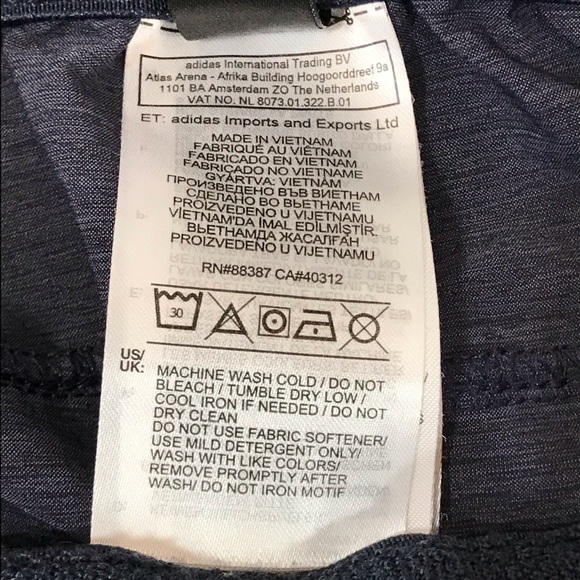 adidas International Trading BV
Atlas Arena - Afrika Building Hoogoorddreef 9a
1101 BA Amsterdam ZO The Netherlands
VAT NO. NL 8073.01.322.B.01
ET: adidas Imports and Exports Ltd
MADE IN VIETNAM
FABRIQUÉ AU VIETNAM
FABRICADO EN VIETNAM
FABRICADO NO VIETNAME
GYÁRTVA: VIETNÁM
ПРОИЗВЕДЕНО ВЪВ ВИЕТНАМ
СДЕЛАНО ВО ВЬЕТНАМЕ
PROIZVEDENO U VIJETNAMU
VİETNAM'DA İMAL EDİLMİŞTİR.
ВЬЕТНАМДА ЖАСАЛҒАН
PROIZVEDENO U VIJETNAMU
RN#88387 CA#40312
30
US/
UK: MACHINE WASH COLD / DO NOT
BLEACH / TUMBLE DRY LOW /
COOL IRON IF NEEDED / DO NOT
DRY CLEAN
DO NOT USE FABRIC SOFTENER/
USE MILD DETERGENT ONLY/
WASH WITH LIKE COLORS/
REMOVE PROMPTLY AFTER
WASH/ DO NOT IRON MOTIF